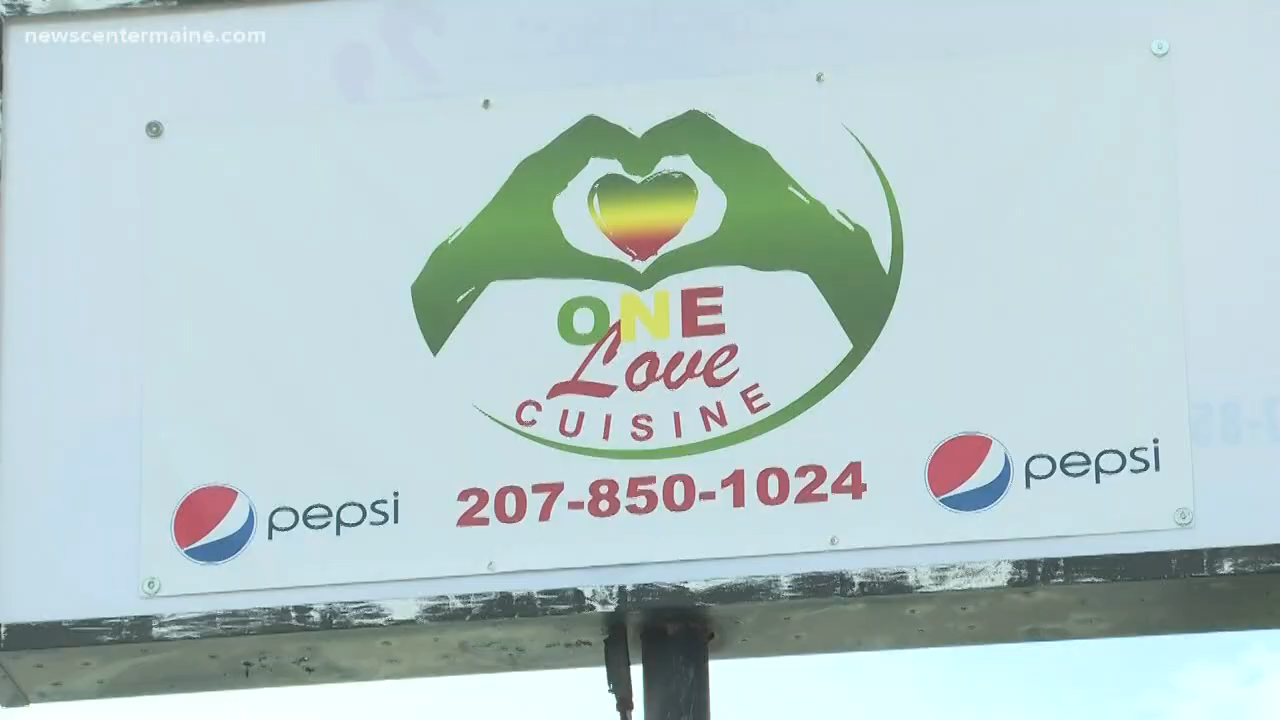 newscentermaine.com
ONE
Love
CUISINE
207-850-1024
pepsi
pepsi